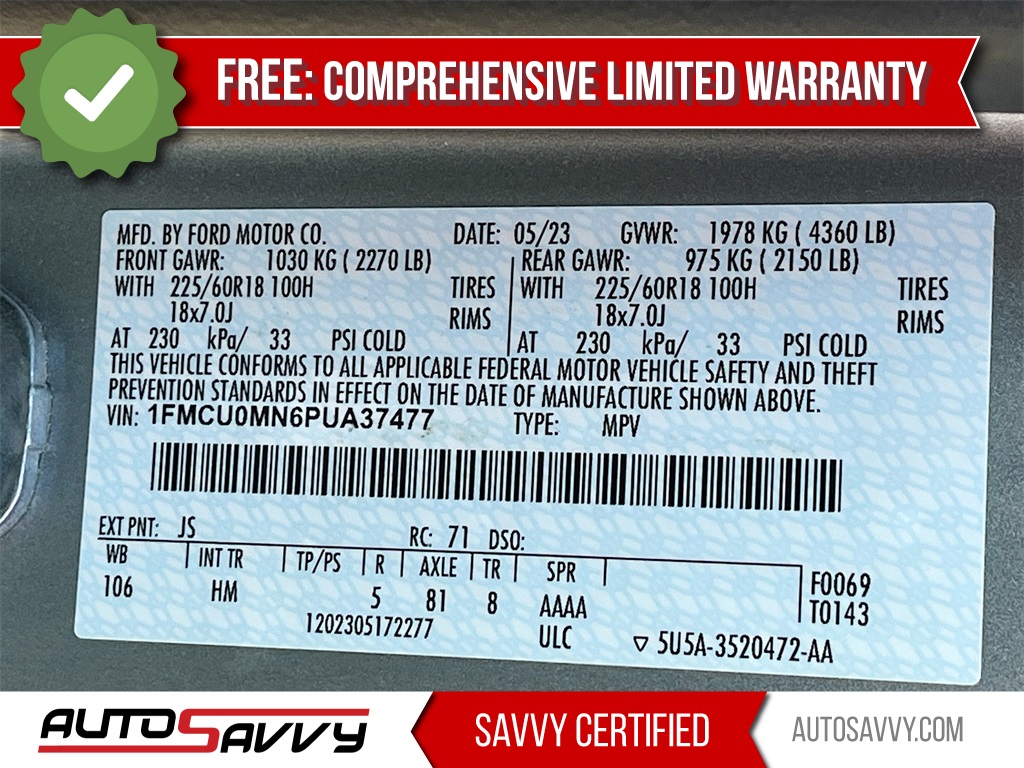 FREE: COMPREHENSIVE LIMITED WARRANTY
MFD. BY FORD MOTOR CO. DATE: 05/23 GVWR: 1978 KG ( 4360 LB)
FRONT GAWR: 1030 KG ( 2270 LB) REAR GAWR: 975 KG ( 2150 LB)
WITH 225/60R18 100H TIRES WITH 225/60R18 100H TIRES
18x7.0J RIMS 18x7.0J RIMS
AT 230 kPa/ 33 PSI COLD AT 230 kPa/ 33 PSI COLD
THIS VEHICLE CONFORMS TO ALL APPLICABLE FEDERAL MOTOR VEHICLE SAFETY AND THEFT
PREVENTION STANDARDS IN EFFECT ON THE DATE OF MANUFACTURE SHOWN ABOVE.
VIN: 1FMCU0MN6PUA37477 TYPE: MPV
EXT PNT: JS RC: 71 DSO:
WB INT TR TP/PS R AXLE TR SPR F0069
106 HM 5 81 8 AAAA T0143
1202305172277 ULC ▽ 5U5A-3520472-AA
AUTOSAVVY SAVVY CERTIFIED AUTOSAVVY.COM